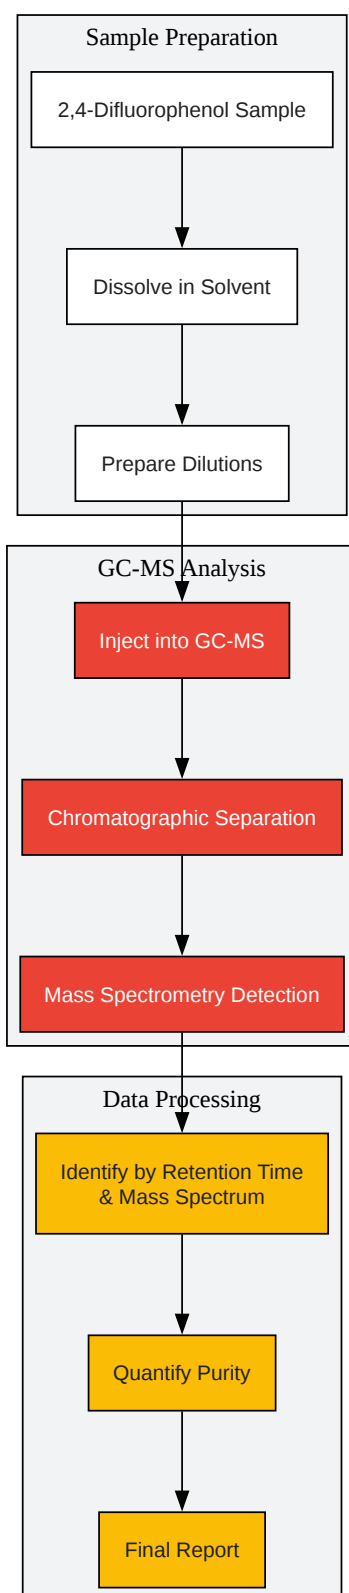 Sample Preparation
2,4-Difluorophenol Sample
Dissolve in Solvent
Prepare Dilutions
GC-MS Analysis
Inject into GC-MS
Chromatographic Separation
Mass Spectrometry Detection
Data Processing
Identify by Retention Time
& Mass Spectrum
Quantify Purity
Final Report